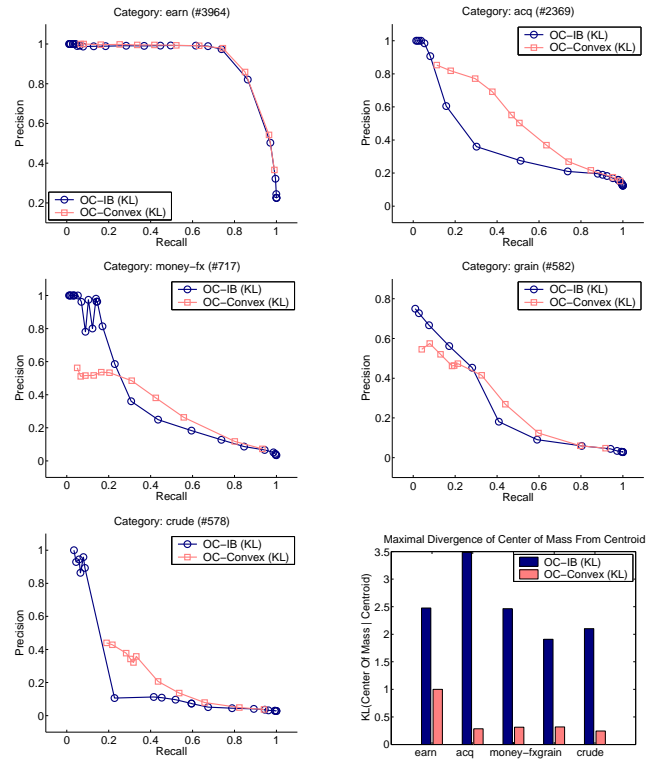 Category: earn (#3964)
1
0.8
0.6
0.4
0.2
Precision
OC−IB (KL)
OC−Convex (KL)
0 0.2 0.4 0.6 0.8 1
Recall
Category: acq (#2369)
1
0.8
0.6
0.4
0.2
0
Precision
OC−IB (KL)
OC−Convex (KL)
0 0.2 0.4 0.6 0.8 1
Recall
Category: money−fx (#717)
1
0.8
0.6
0.4
0.2
0
Precision
OC−IB (KL)
OC−Convex (KL)
0 0.2 0.4 0.6 0.8 1
Recall
Category: grain (#582)
0.8
0.6
0.4
0.2
0
Precision
OC−IB (KL)
OC−Convex (KL)
0 0.2 0.4 0.6 0.8 1
Recall
Category: crude (#578)
1
0.8
0.6
0.4
0.2
0
Precision
OC−IB (KL)
OC−Convex (KL)
0 0.2 0.4 0.6 0.8 1
Recall
Maximal Divergence of Center of Mass From Centroid
3.5
3
2.5
2
1.5
1
0.5
0
KL(Center Of Mass | Centroid)
OC−IB (KL)
OC−Convex (KL)
earn acq money−fxgrain crude